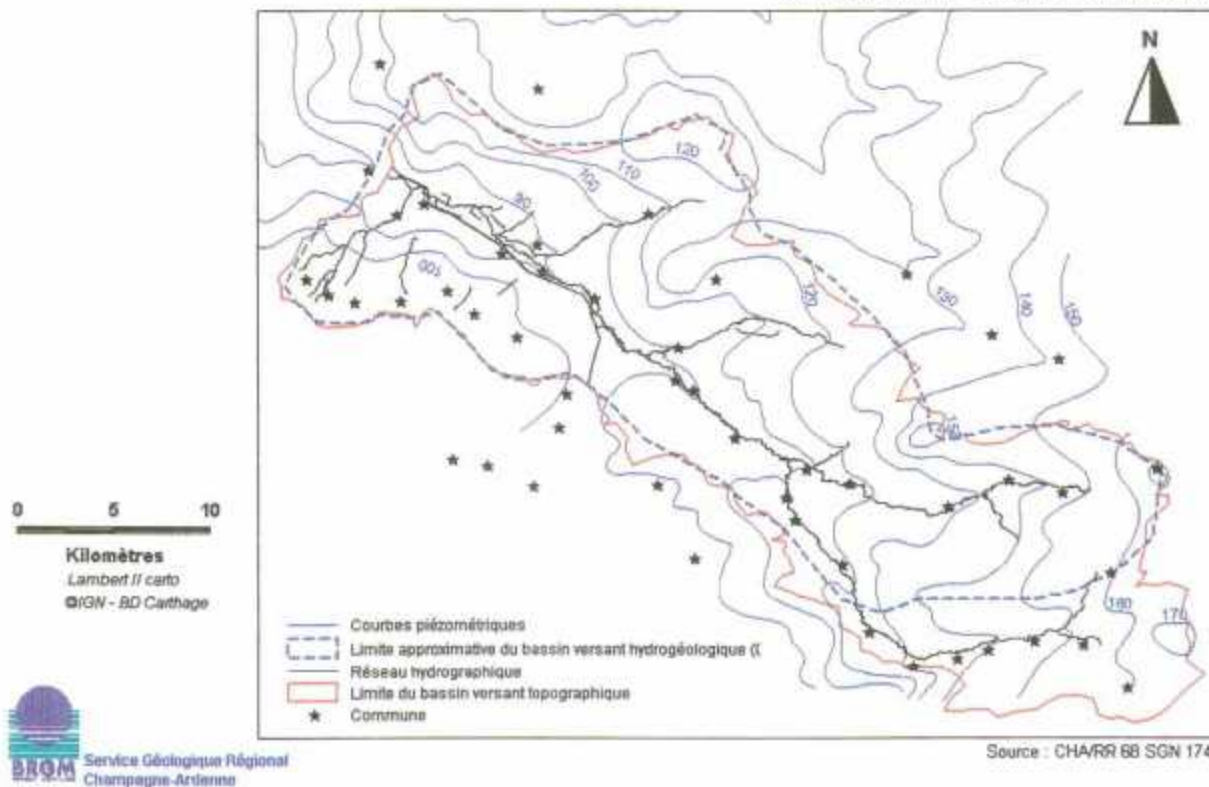 N
120
110
100
90
100
120
130
140
150
150
160
170
0 5 10
Kilomètres
Lambert II carto
©IGN - BD Carthage
Courbes piézométriques
Limite approximative du bassin versant hydrogéologique (
Réseau hydrographique
Limite du bassin versant topographique
Commune
BRGM
Service Géologique Régional
Champagne-Ardenne
Source : CHA/RR 68 SGN 174